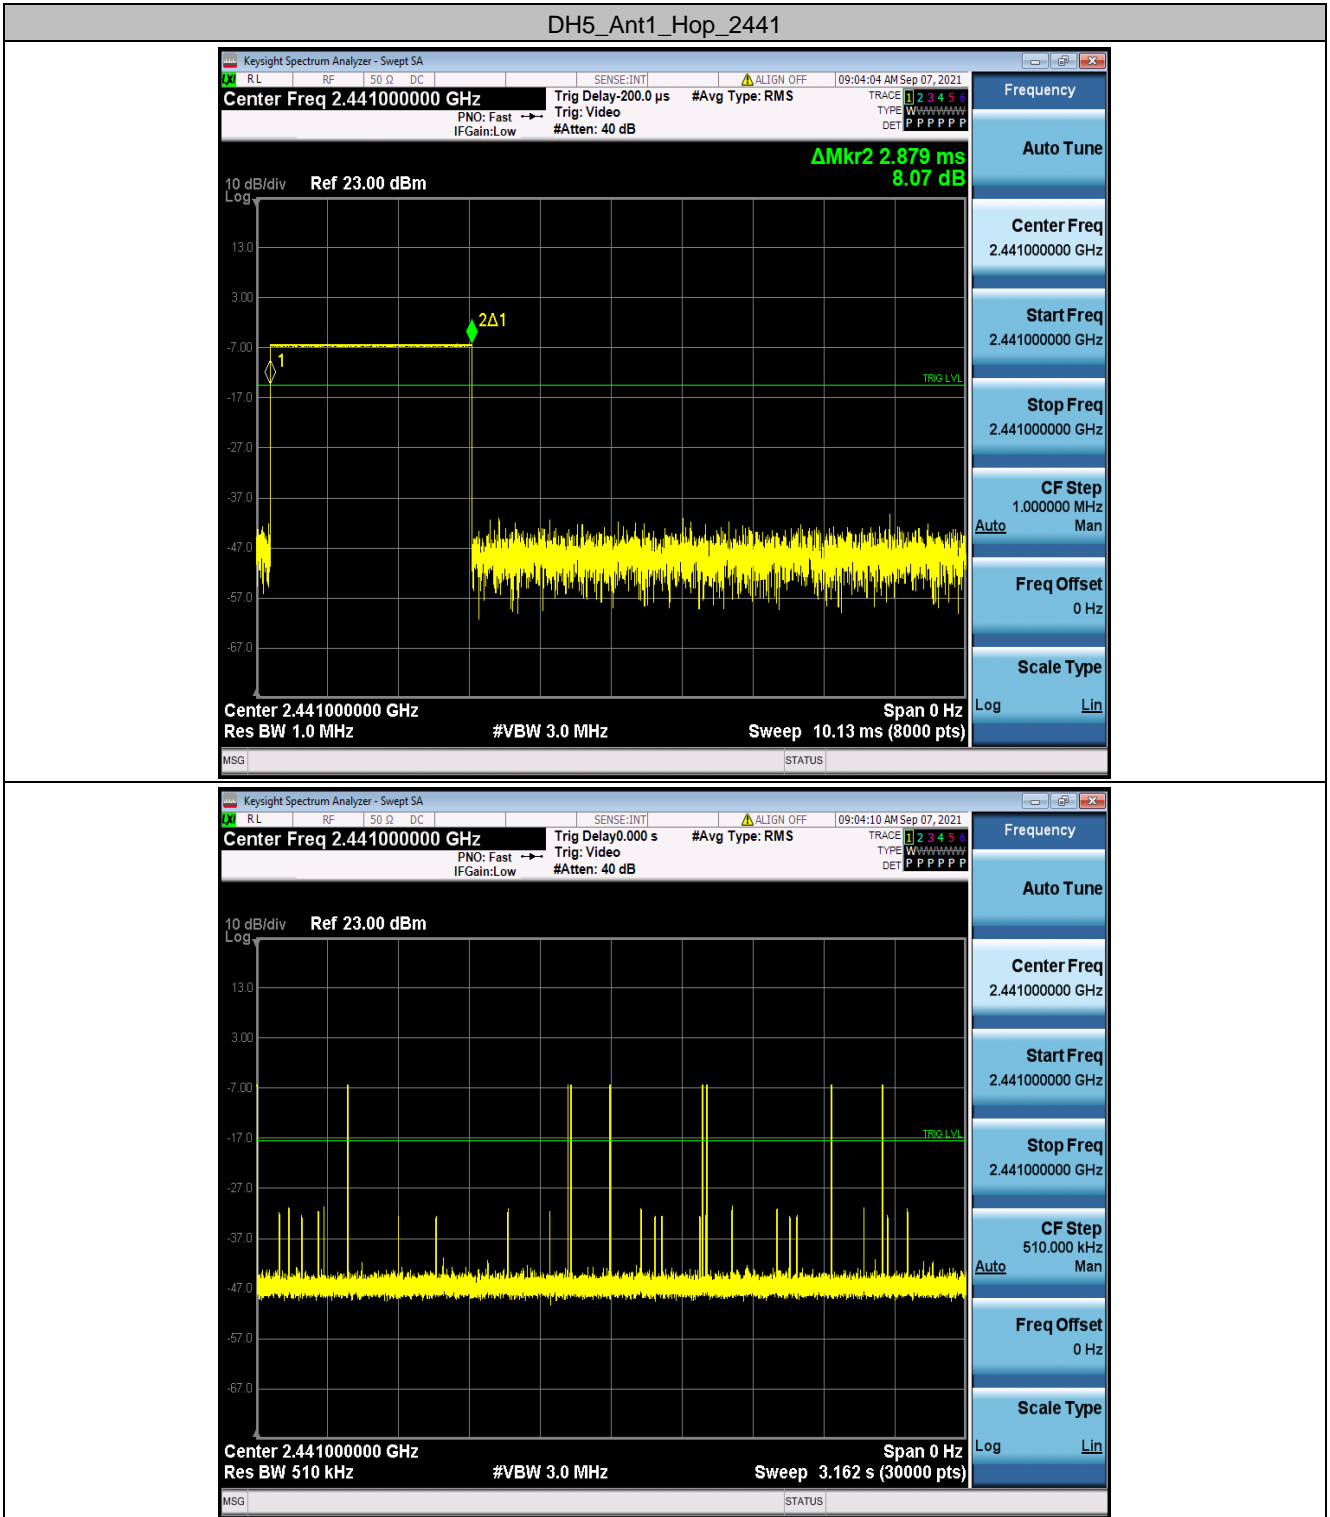 DH5_Ant1_Hop_2441
Keysight Spectrum Analyzer - Swept SA
LXI RL RF 50 Ω DC SENSE:INT ALIGN OFF 09:04:04 AM Sep 07, 2021
Center Freq 2.441000000 GHz
PNO: Fast
IFGain:Low
Trig Delay-200.0 µs
Trig: Video
#Atten: 40 dB
#Avg Type: RMS
TRACE 1 2 3 4 5 6
TYPE WWWWWW
DET P P P P P P
ΔMkr2 2.879 ms
8.07 dB
10 dB/div Ref 23.00 dBm
Log
13.0
3.00
2Δ1
-7.00
1
TRIG LVL
-17.0
-27.0
-37.0
-47.0
-57.0
-67.0
Center 2.441000000 GHz Span 0 Hz
Res BW 1.0 MHz #VBW 3.0 MHz Sweep 10.13 ms (8000 pts)
MSG STATUS
Frequency
Auto Tune
Center Freq
2.441000000 GHz
Start Freq
2.441000000 GHz
Stop Freq
2.441000000 GHz
CF Step
1.000000 MHz
Auto Man
Freq Offset
0 Hz
Scale Type
Log Lin
Keysight Spectrum Analyzer - Swept SA
LXI RL RF 50 Ω DC SENSE:INT ALIGN OFF 09:04:10 AM Sep 07, 2021
Center Freq 2.441000000 GHz
PNO: Fast
IFGain:Low
Trig Delay0.000 s
Trig: Video
#Atten: 40 dB
#Avg Type: RMS
TRACE 1 2 3 4 5 6
TYPE WWWWWW
DET P P P P P P
10 dB/div Ref 23.00 dBm
Log
13.0
3.00
-7.00
TRIG LVL
-17.0
-27.0
-37.0
-47.0
-57.0
-67.0
Center 2.441000000 GHz Span 0 Hz
Res BW 510 kHz #VBW 3.0 MHz Sweep 3.162 s (30000 pts)
MSG STATUS
Frequency
Auto Tune
Center Freq
2.441000000 GHz
Start Freq
2.441000000 GHz
Stop Freq
2.441000000 GHz
CF Step
510.000 kHz
Auto Man
Freq Offset
0 Hz
Scale Type
Log Lin